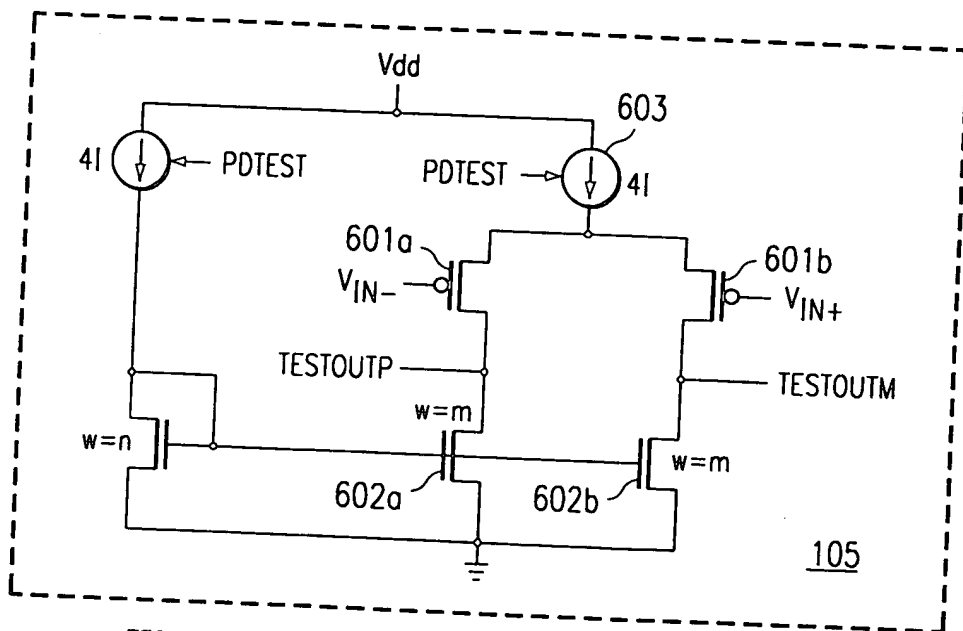 Vdd
603
4I
PDTEST
PDTEST
4I
601a
601b
VIN-
VIN+
TESTOUTP
TESTOUTM
w=m
w=n
w=m
602a
602b
105